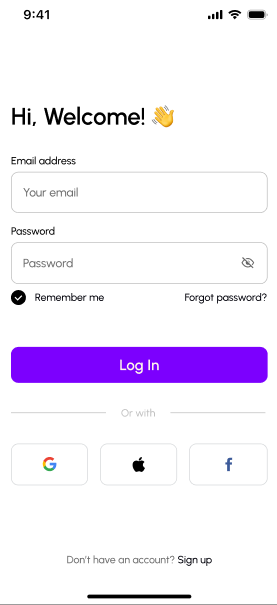 9:41
Hi, Welcome! 👋
Email address
Your email
Password
Password
Remember me Forgot password?
Log In
Or with
Don't have an account? Sign up